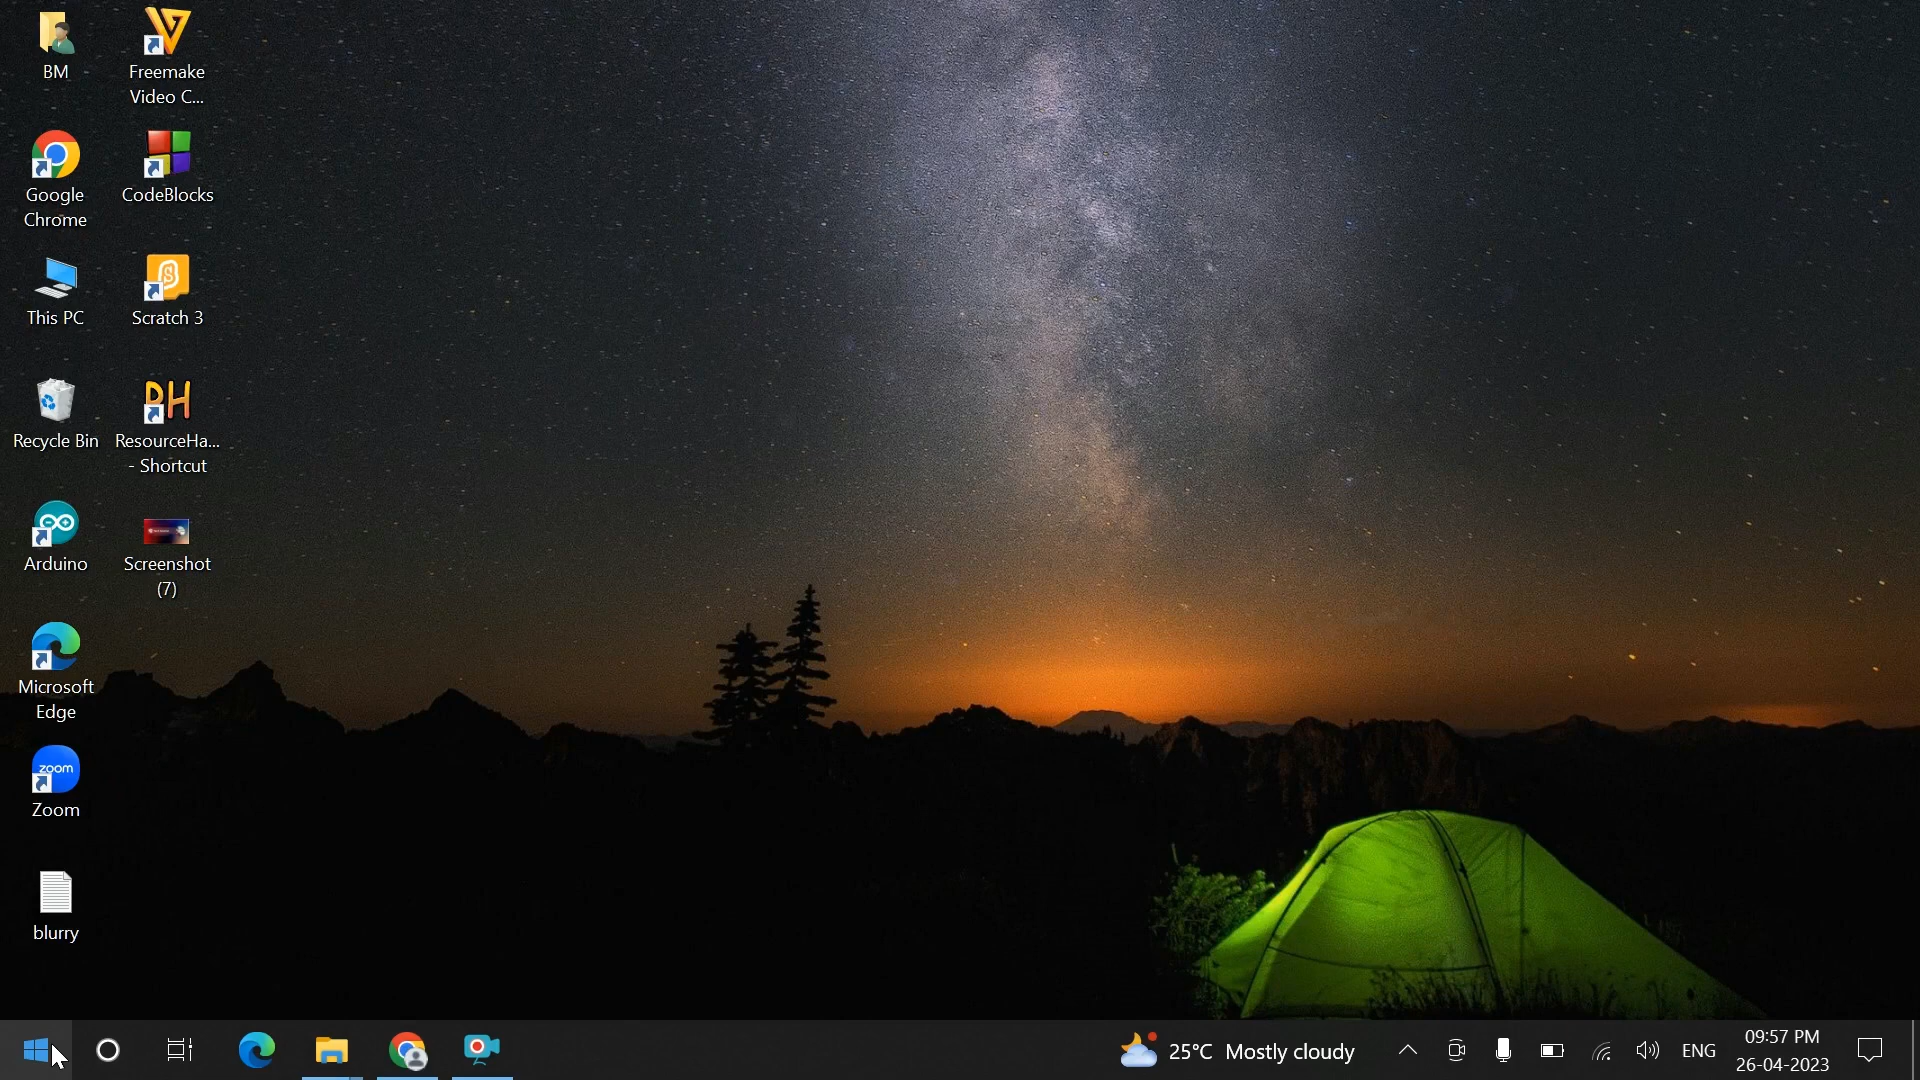 BM
Freemake
Video C...
Google
Chrome
CodeBlocks
This PC
Scratch 3
Recycle Bin
ResourceHa...
- Shortcut
Arduino
Screenshot
(7)
Microsoft
Edge
zoom
Zoom
blurry
25°C Mostly cloudy
ENG
09:57 PM
26-04-2023